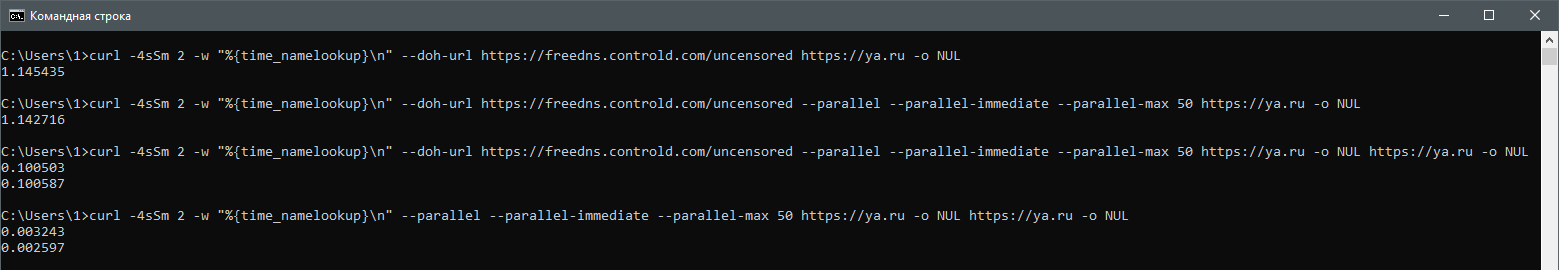 Командная строка
C:\Users\1>curl -4sSm 2 -w "%{time_namelookup}\n" --doh-url https://freedns.controld.com/uncensored https://ya.ru -o NUL
1.145435
C:\Users\1>curl -4sSm 2 -w "%{time_namelookup}\n" --doh-url https://freedns.controld.com/uncensored --parallel --parallel-immediate --parallel-max 50 https://ya.ru -o NUL
1.142716
C:\Users\1>curl -4sSm 2 -w "%{time_namelookup}\n" --doh-url https://freedns.controld.com/uncensored --parallel --parallel-immediate --parallel-max 50 https://ya.ru -o NUL https://ya.ru -o NUL
0.100503
0.100587
C:\Users\1>curl -4sSm 2 -w "%{time_namelookup}\n" --parallel --parallel-immediate --parallel-max 50 https://ya.ru -o NUL https://ya.ru -o NUL
0.003243
0.002597